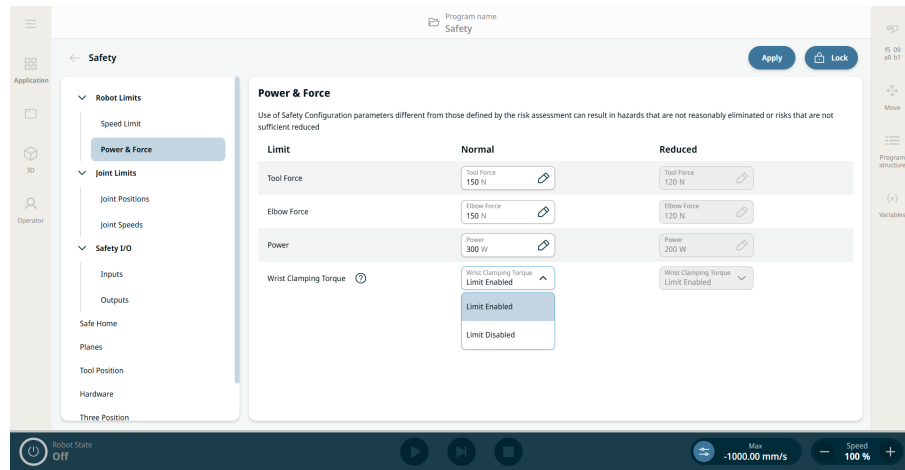 Program name
Safety
f5 09
a0 b1
Safety
Apply
Lock
Application
3D
Operator
Move
Program
structure
{x}
Variables
Robot Limits
Speed Limit
Power & Force
Joint Limits
Joint Positions
Joint Speeds
Safety I/O
Inputs
Outputs
Safe Home
Planes
Tool Position
Hardware
Three Position
Power & Force
Use of Safety Configuration parameters different from those defined by the risk assessment can result in hazards that are not reasonably eliminated or risks that are not
sufficient reduced
Limit Normal Reduced
Tool Force
Tool Force
150 N
Tool Force
120 N
Elbow Force
Elbow Force
150 N
Elbow Force
120 N
Power
Power
300 W
Power
200 W
Wrist Clamping Torque ?
Wrist Clamping Torque
Limit Enabled
Wrist Clamping Torque
Limit Enabled
Limit Enabled
Limit Disabled
Robot State
Off
Max
-1000.00 mm/s
Speed
100 %